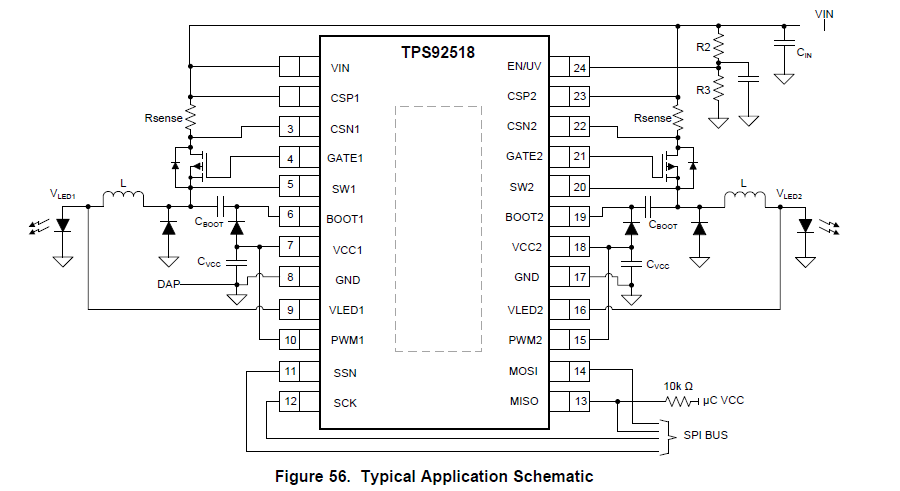 VIN
TPS92518
R2
CIN
VIN
EN/UV
24
CSP1
CSP2
23
R3
Rsense
3
CSN1
CSN2
22
Rsense
4
GATE1
GATE2
21
VLED1
L
5
SW1
SW2
20
L
VLED2
CBOOT
6
BOOT1
BOOT2
19
CBOOT
7
VCC1
VCC2
18
CVCC
CVCC
DAP
8
GND
GND
17
9
VLED1
VLED2
16
10
PWM1
PWM2
15
11
SSN
MOSI
14
10k Ω
12
SCK
MISO
13
µC VCC
SPI BUS
Figure 56. Typical Application Schematic